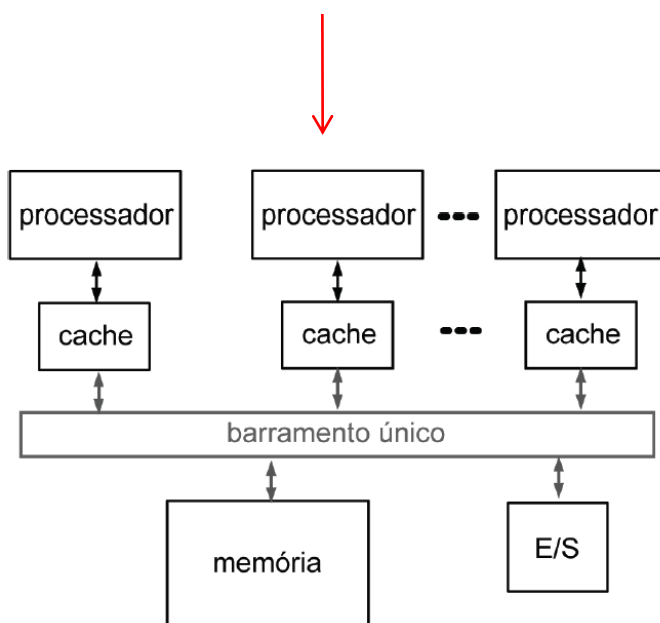 processador processador processador
cache cache cache
barramento único
memória E/S